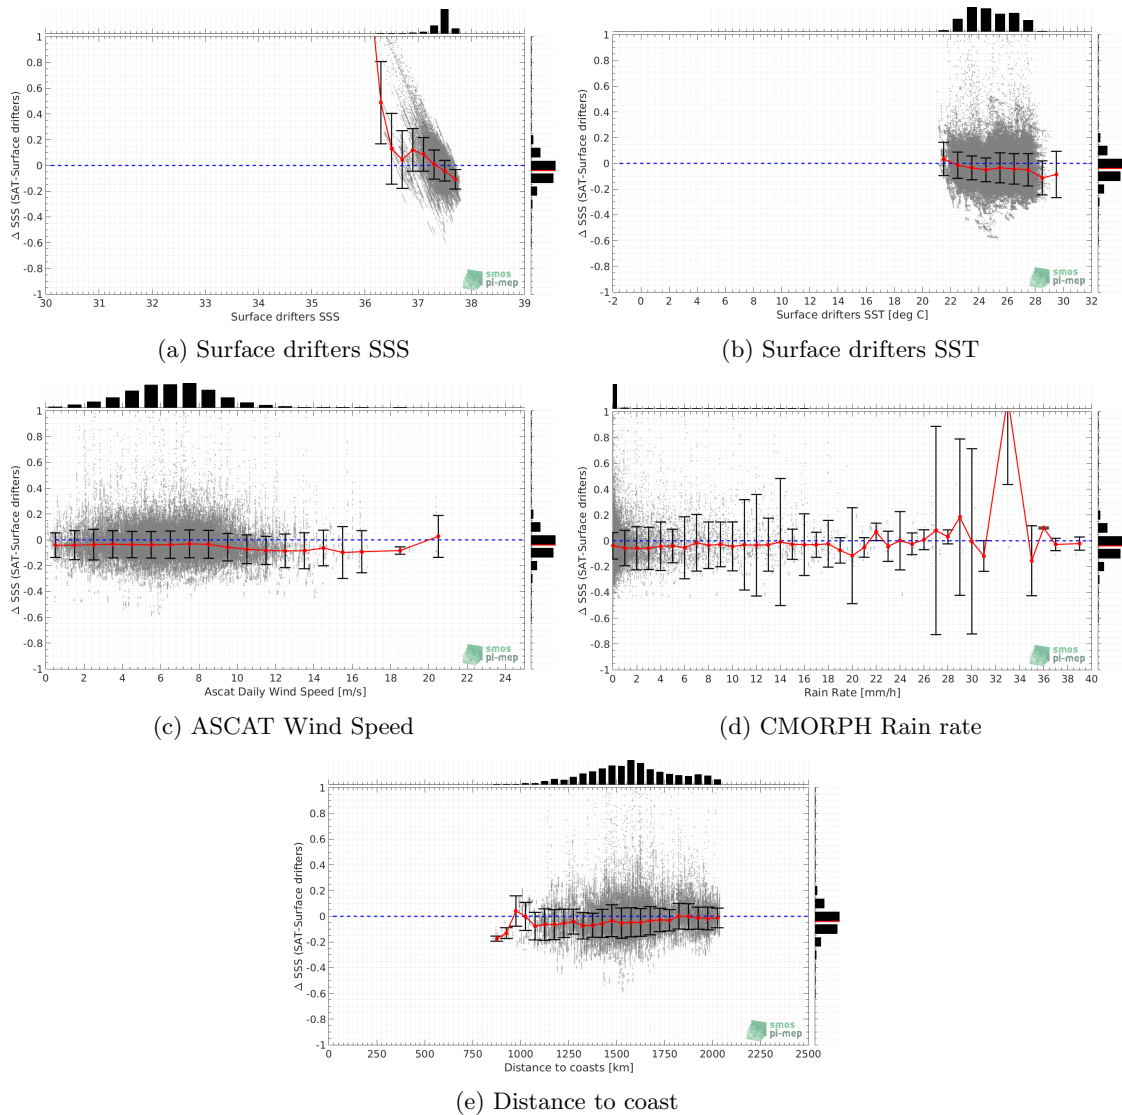 Δ SSS (SAT-Surface drifters)
1
0.8
0.6
0.4
0.2
0
-0.2
-0.4
-0.6
-0.8
-1
30 31 32 33 34 35 36 37 38 39
Surface drifters SSS
smos
pi-mep
(a) Surface drifters SSS
Δ SSS (SAT-Surface drifters)
1
0.8
0.6
0.4
0.2
0
-0.2
-0.4
-0.6
-0.8
-1
-2 0 2 4 6 8 10 12 14 16 18 20 22 24 26 28 30 32 32.5
Surface drifters SST [deg C]
smos
pi-mep
(b) Surface drifters SST
Δ SSS (SAT-Surface drifters)
1
0.8
0.6
0.4
0.2
0
-0.2
-0.4
-0.6
-0.8
-1
0 2 4 6 8 10 12 14 16 18 20 22 24
Ascat Daily Wind Speed [m/s]
smos
pi-mep
(c) ASCAT Wind Speed
Δ SSS (SAT-Surface drifters)
1
0.8
0.6
0.4
0.2
0
-0.2
-0.4
-0.6
-0.8
-1
0 2 4 6 8 10 12 14 16 18 20 22 24 26 28 30 32 34 36 38 40
Rain Rate [mm/h]
smos
pi-mep
(d) CMORPH Rain rate
Δ SSS (SAT-Surface drifters)
1
0.8
0.6
0.4
0.2
0
-0.2
-0.4
-0.6
-0.8
-1
0 250 500 750 1000 1250 1500 1750 2000 2250 2500
Distance to coasts [km]
smos
pi-mep
(e) Distance to coast